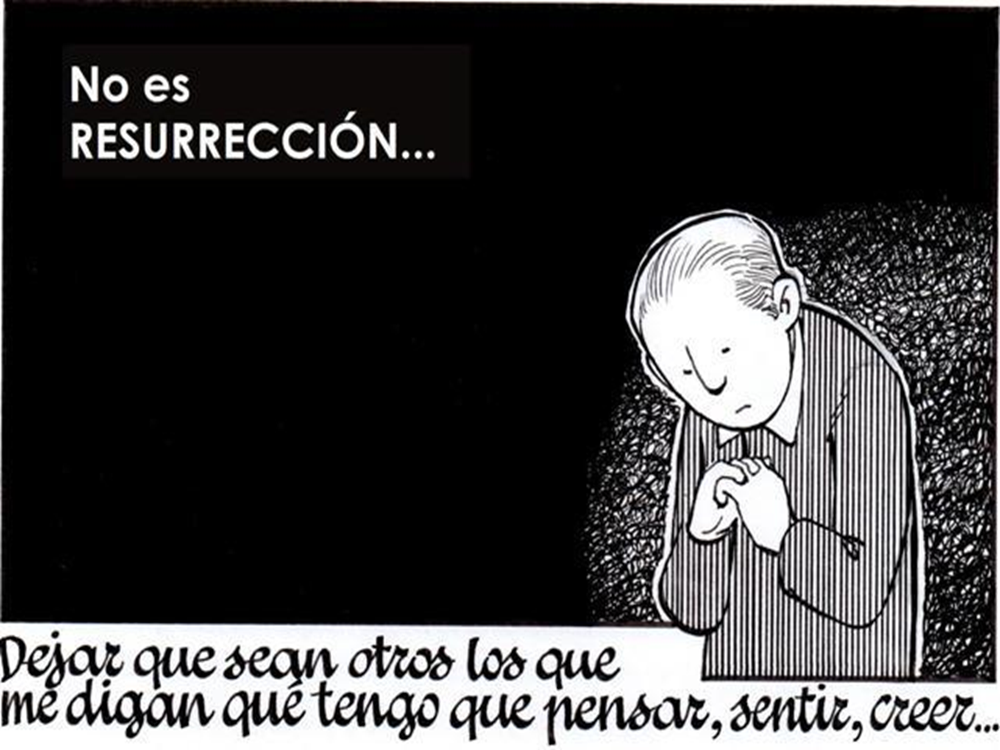 No es
RESURRECCIÓN...
Dejar que sean otros los que
me digan qué tengo que pensar, sentir, creer...